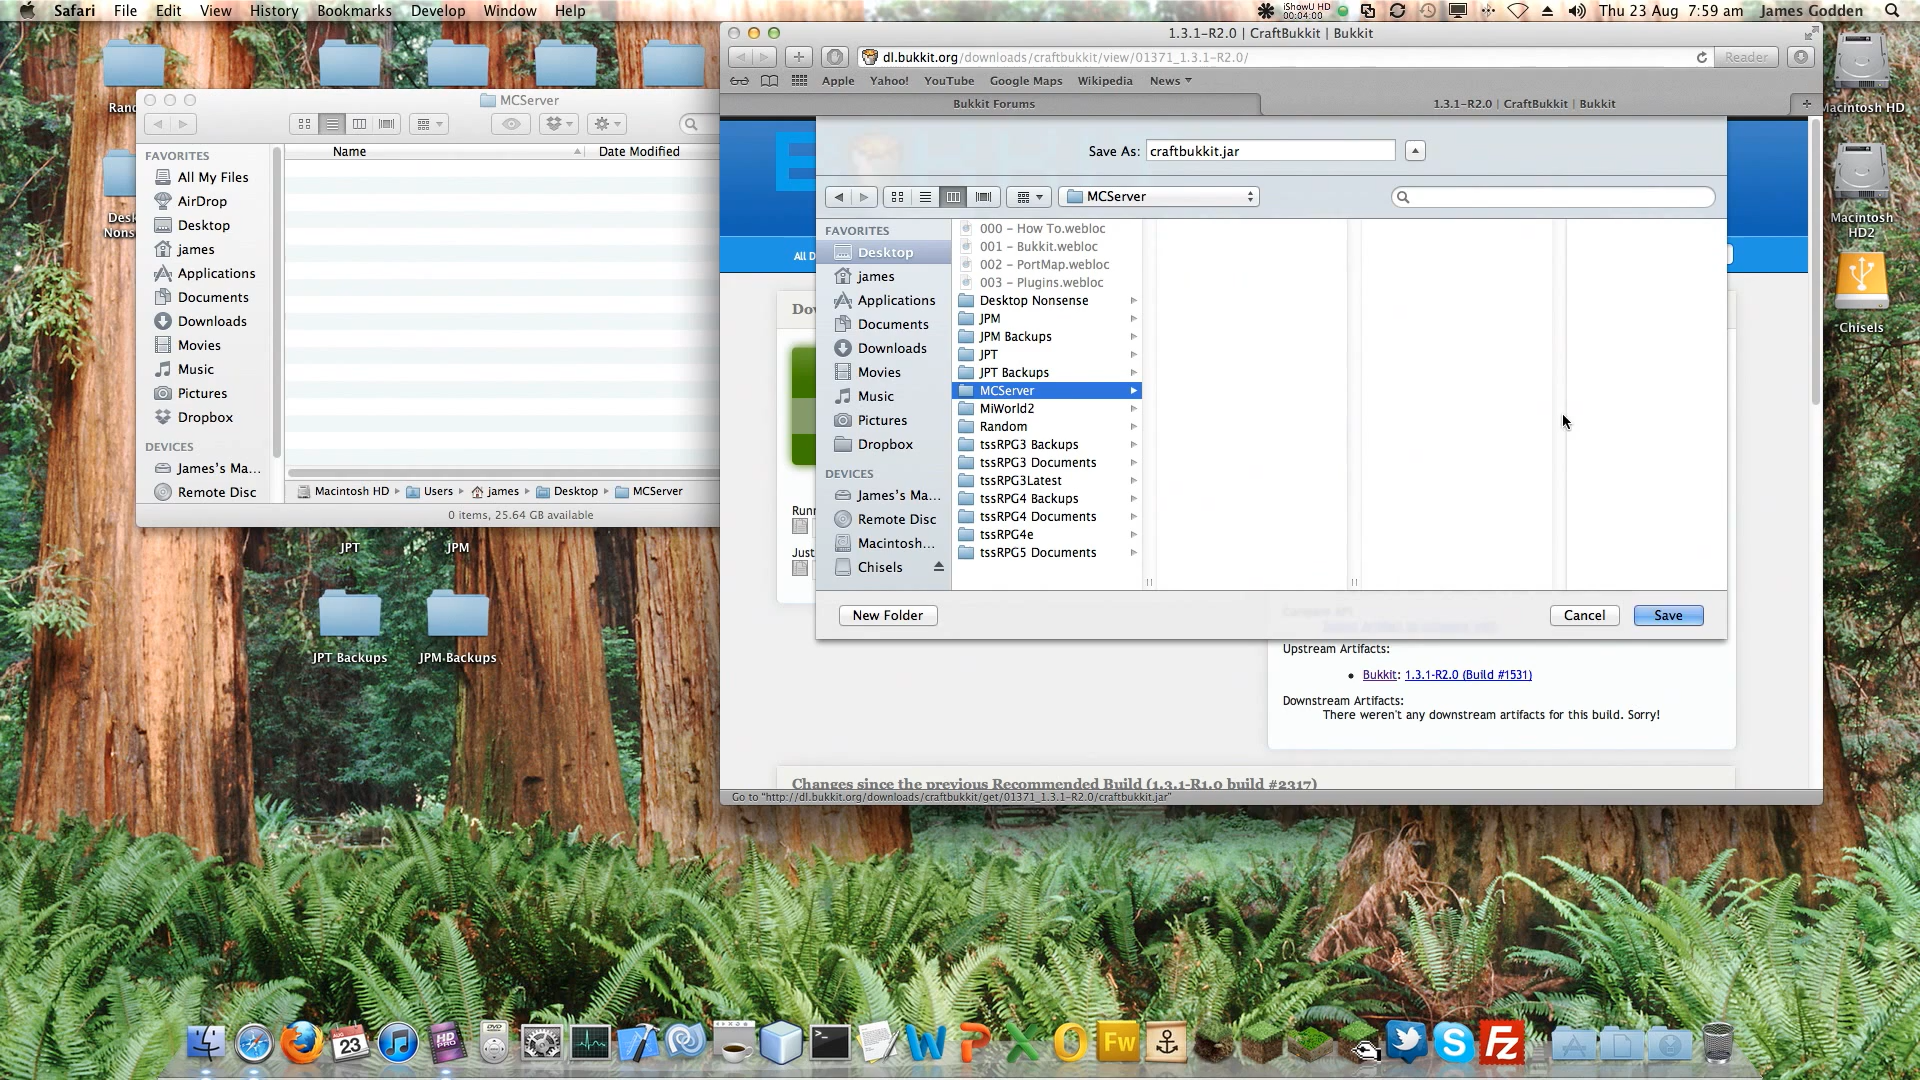 Safari File Edit View History Bookmarks Develop Window Help
iShowU HD
00:04:00
Thu 23 Aug 7:59 am James Godden
1.3.1-R2.0 | CraftBukkit | Bukkit
dl.bukkit.org/downloads/craftbukkit/view/01371_1.3.1-R2.0/
Reader
Apple Yahoo! YouTube Google Maps Wikipedia News
Bukkit Forums
1.3.1-R2.0 | CraftBukkit | Bukkit
MCServer
Name Date Modified
FAVORITES
All My Files
AirDrop
Desktop
james
Applications
Documents
Downloads
Movies
Music
Pictures
Dropbox
DEVICES
James's Ma...
Remote Disc
Macintosh HD Users james Desktop MCServer
0 items, 25.64 GB available
Save As: craftbukkit.jar
MCServer
FAVORITES
Desktop
james
Applications
Documents
Downloads
Movies
Music
Pictures
Dropbox
DEVICES
James's Ma...
Remote Disc
Macintosh...
Chisels
000 - How To.webloc
001 - Bukkit.webloc
002 - PortMap.webloc
003 - Plugins.webloc
Desktop Nonsense
JPM
JPM Backups
JPT
JPT Backups
MCServer
MiWorld2
Random
tssRPG3 Backups
tssRPG3 Documents
tssRPG3Latest
tssRPG4 Backups
tssRPG4 Documents
tssRPG4e
tssRPG5 Documents
New Folder
Cancel
Save
Upstream Artifacts:
Bukkit: 1.3.1-R2.0 (Build #1531)
Downstream Artifacts:
There weren't any downstream artifacts for this build. Sorry!
Changes since the previous Recommended Build (1.3.1-R1.0 build #2317)
Go to "http://dl.bukkit.org/downloads/craftbukkit/get/01371_1.3.1-R2.0/craftbukkit.jar"
Macintosh HD
Macintosh
HD2
Chisels
JPT
JPM
JPT Backups
JPM Backups
23
Fw